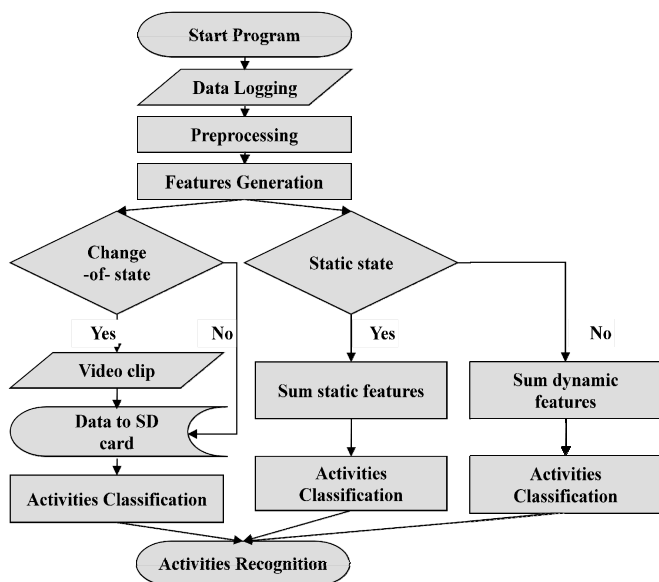 Start Program
Data Logging
Preprocessing
Features Generation
Change
-of- state
Static state
Yes
No
Yes
No
Video clip
Sum static features
Sum dynamic
features
Data to SD
card
Activities Classification
Activities
Classification
Activities
Classification
Activities Recognition